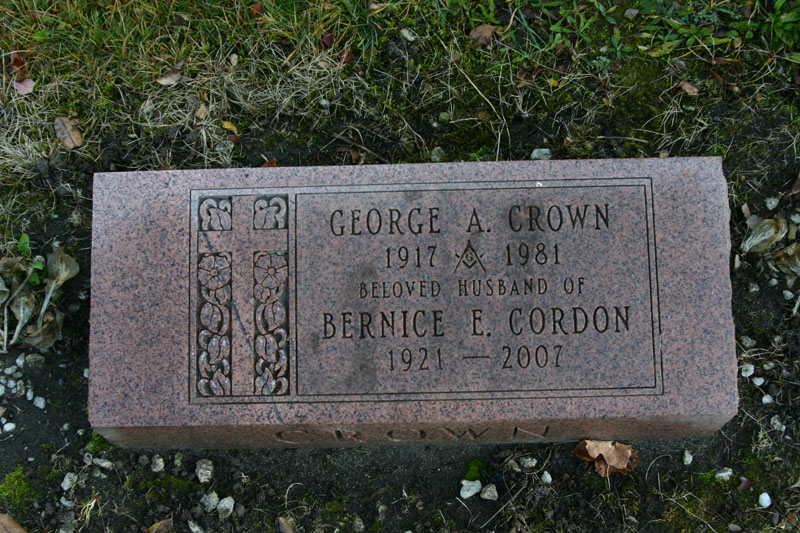 GEORGE A. CROWN
1917 G 1981
BELOVED HUSBAND OF
BERNICE E. CORDON
1921 — 2007
CROWN